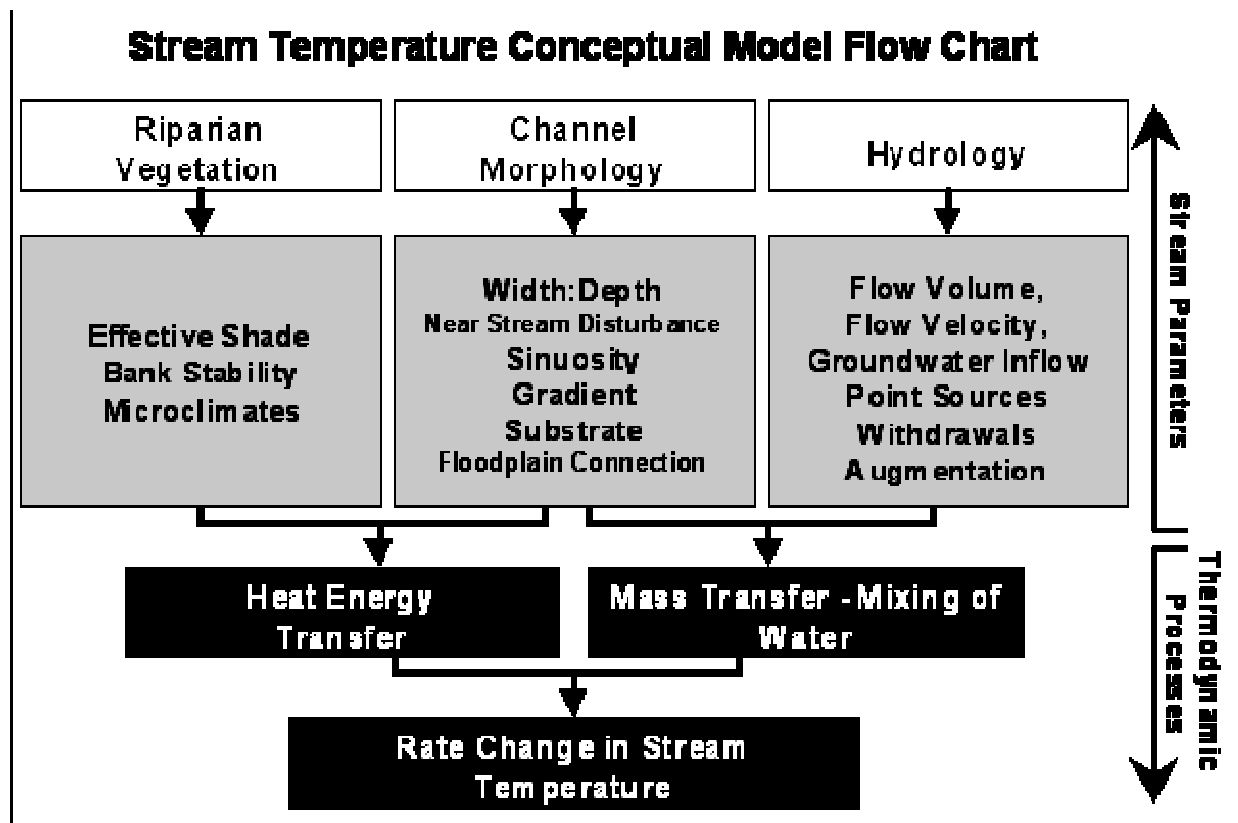 Stream Temperature Conceptual Model Flow Chart
Riparian
Vegetation
Channel
Morphology
Hydrology
Effective Shade
Bank Stability
Microclimates
Width:Depth
Near Stream Disturbance
Sinuosity
Gradient
Substrate
Floodplain Connection
Flow Volume,
Flow Velocity,
Groundwater Inflow
Point Sources
Withdrawals
Augmentation
Stream Parameters
Heat Energy
Transfer
Mass Transfer - Mixing of
Water
Rate Change in Stream
Temperature
Thermodynamic
Processes